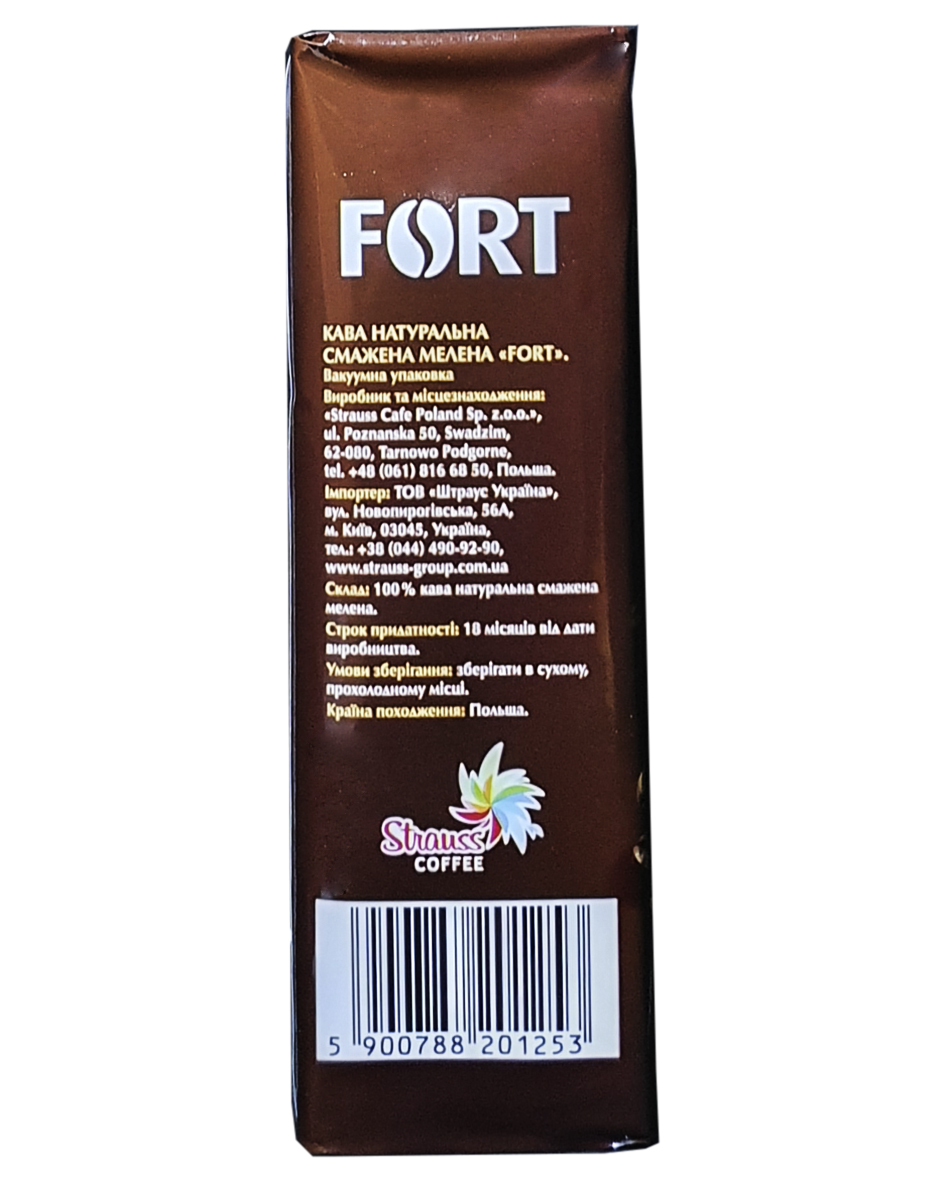 FORT
КАВА НАТУРАЛЬНА
СМАЖЕНА МЕЛЕНА «FORT».
Вакуумна упаковка
Виробник та місцезнаходження:
«Strauss Cafe Poland Sp. z.o.o.»,
ul. Poznanska 50, Swadzim,
62-080, Tarnowo Podgorne,
tel. +48 (061) 816 68 50, Польша.
Імпортер: ТОВ «Штраус Україна»,
вул. Новопирогівська, 56А,
м. Київ, 03045, Україна,
тел.: +38 (044) 490-92-90,
www.strauss-group.com.ua
Склад: 100% кава натуральна смажена
мелена.
Строк придатності: 18 місяців від дати
виробництва.
Умови зберігання: зберігати в сухому,
прохолодному місці.
Країна походження: Польша.
Strauss
COFFEE
5 900788 201253